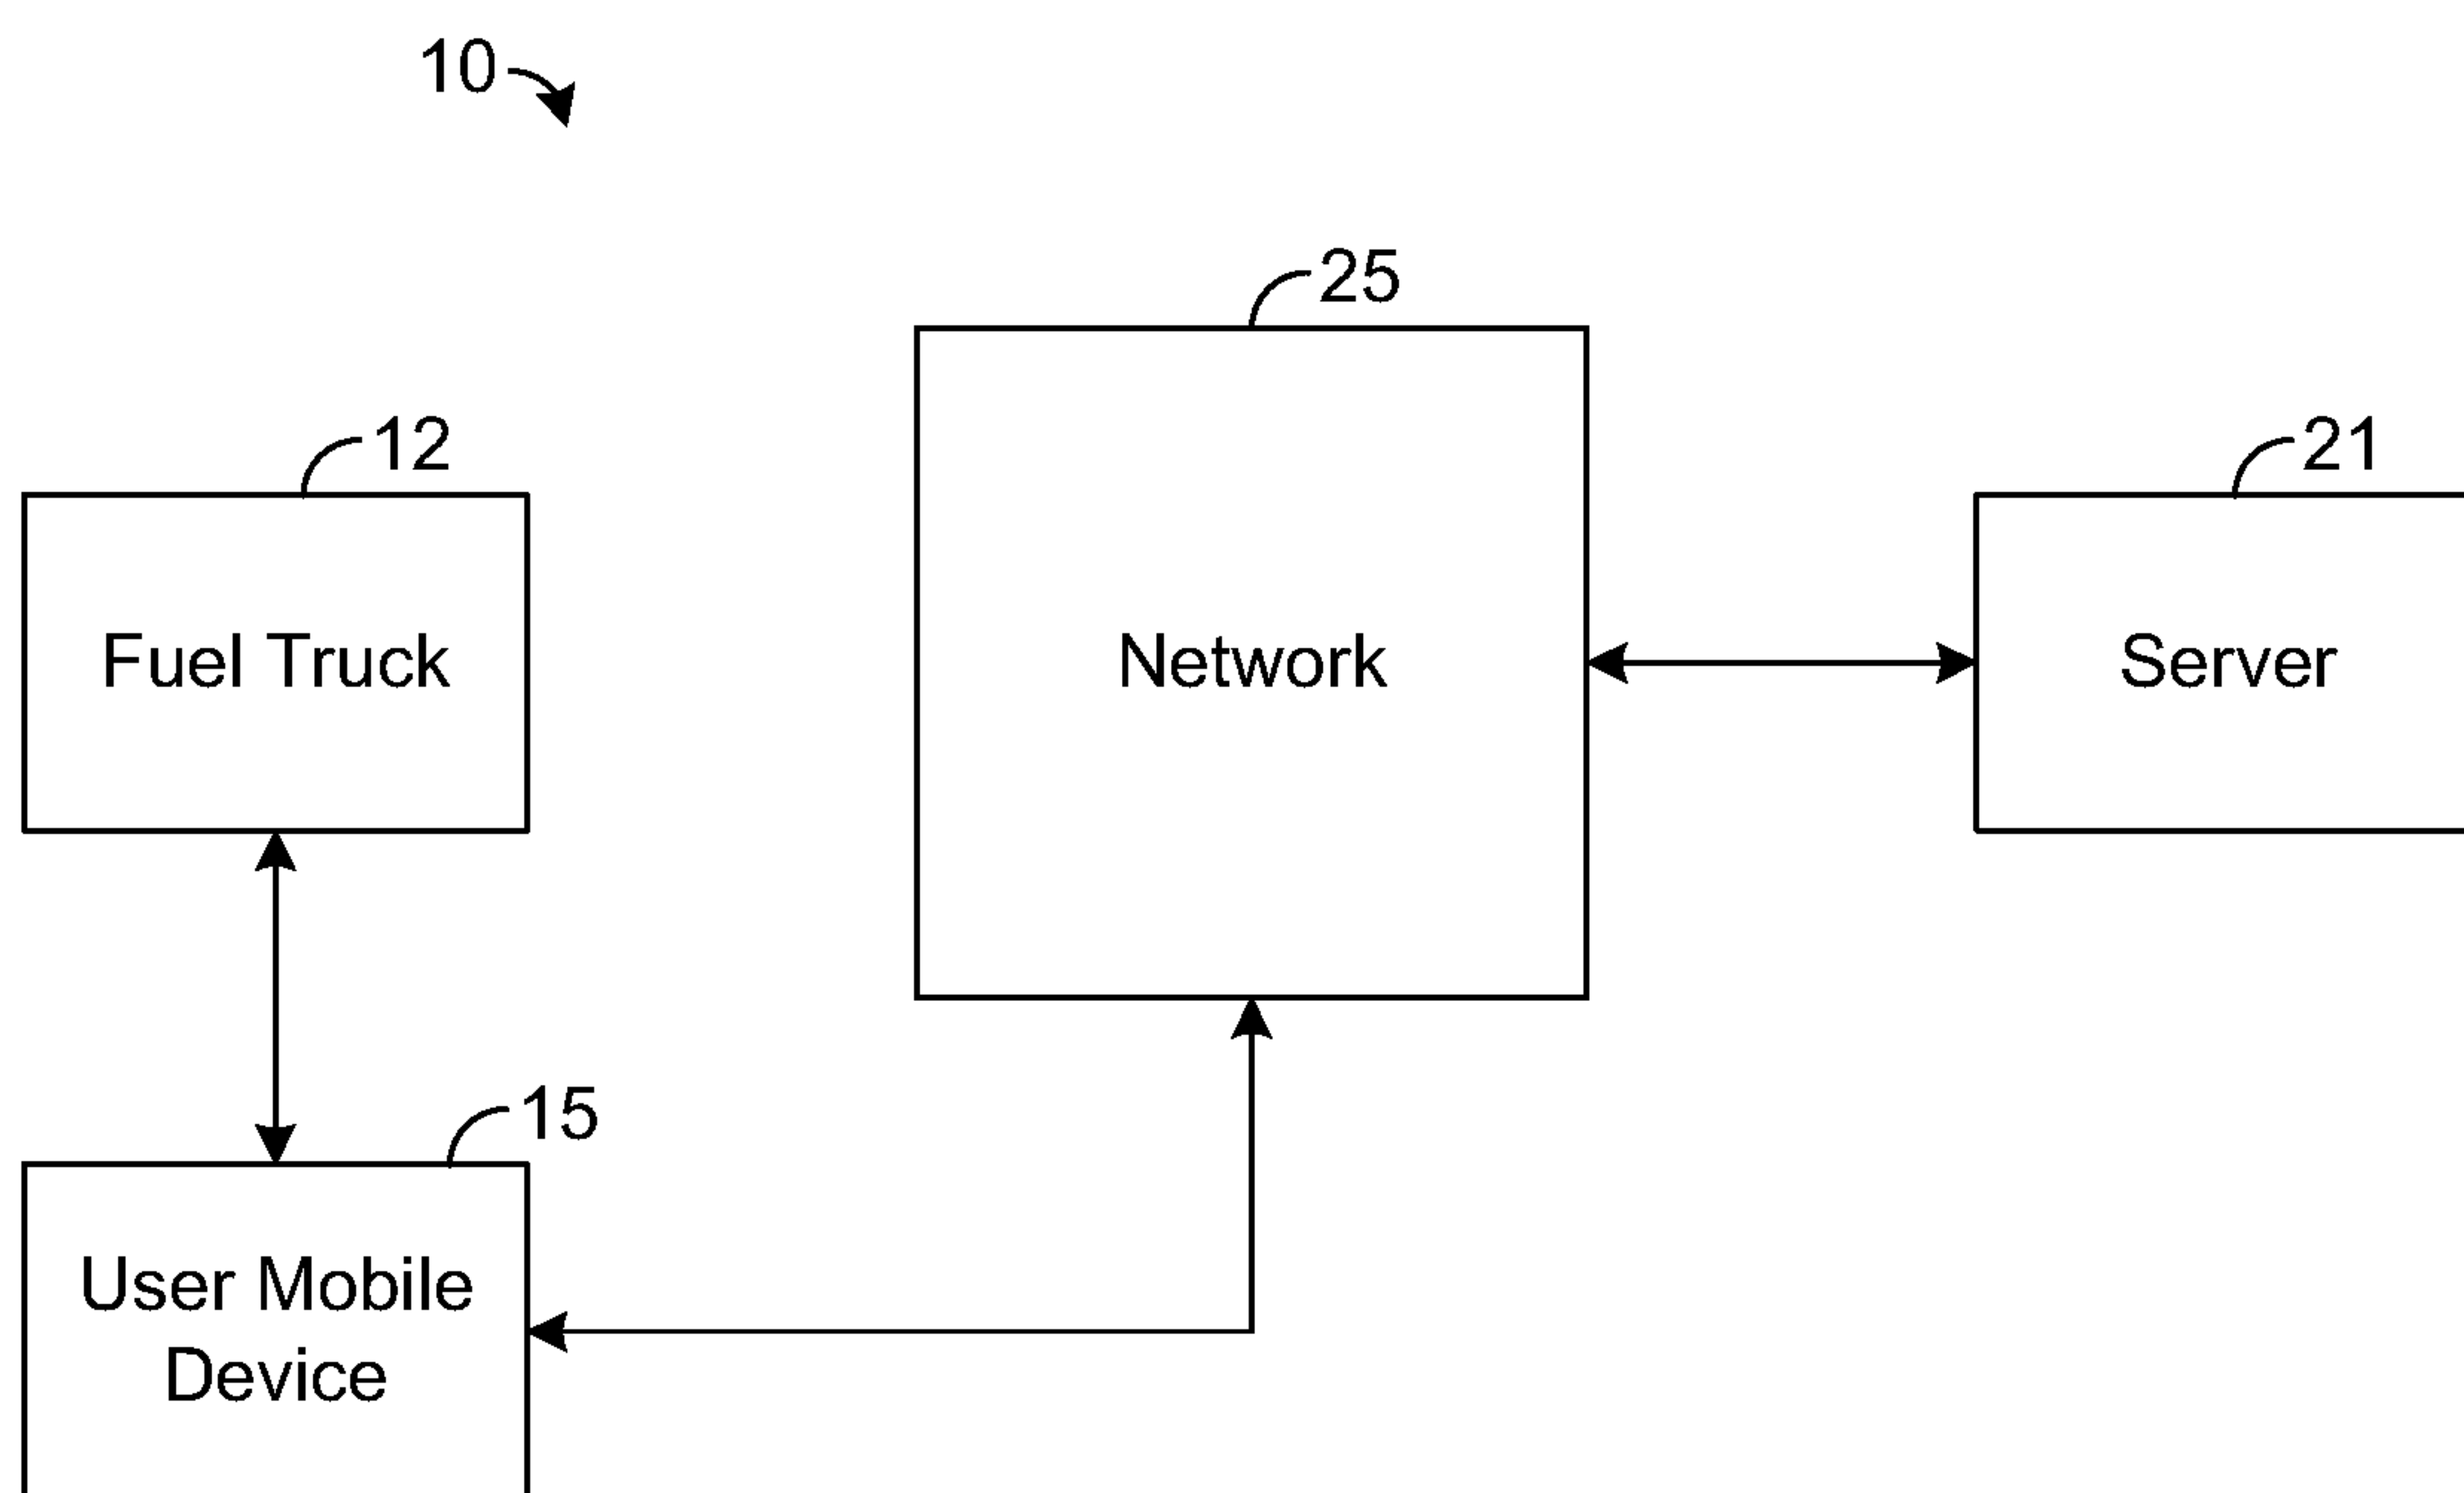 10
25
12
21
Fuel Truck
Network
Server
15
User Mobile
Device